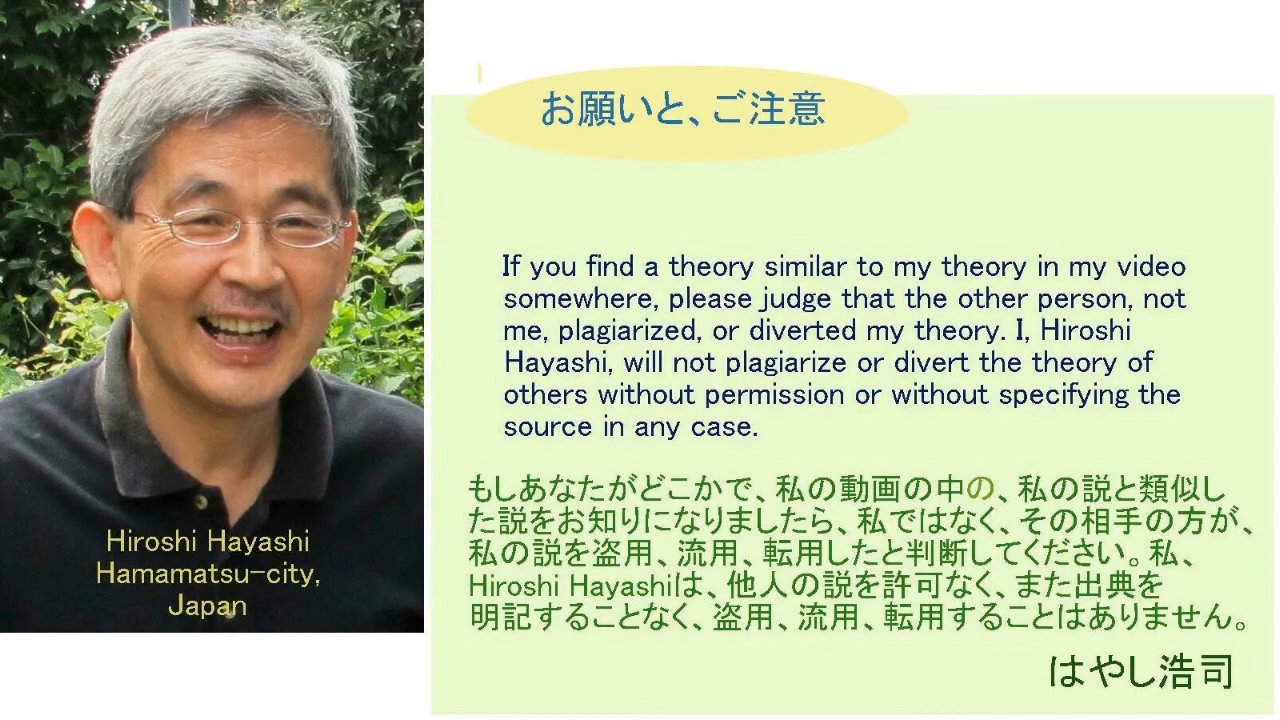 お願いと、ご注意
If you find a theory similar to my theory in my video
somewhere, please judge that the other person, not
me, plagiarized, or diverted my theory. I, Hiroshi
Hayashi, will not plagiarize or divert the theory of
others without permission or without specifying the
source in any case.
もしあなたがどこかで、私の動画の中の、私の説と類似し
た説をお知りになりましたら、私ではなく、その相手の方が、
私の説を盗用、流用、転用したと判断してください。私、
Hiroshi Hayashiは、他人の説を許可なく、また出典を
明記することなく、盗用、流用、転用することはありません。
はやし浩司
Hiroshi Hayashi
Hamamatsu-city,
Japan